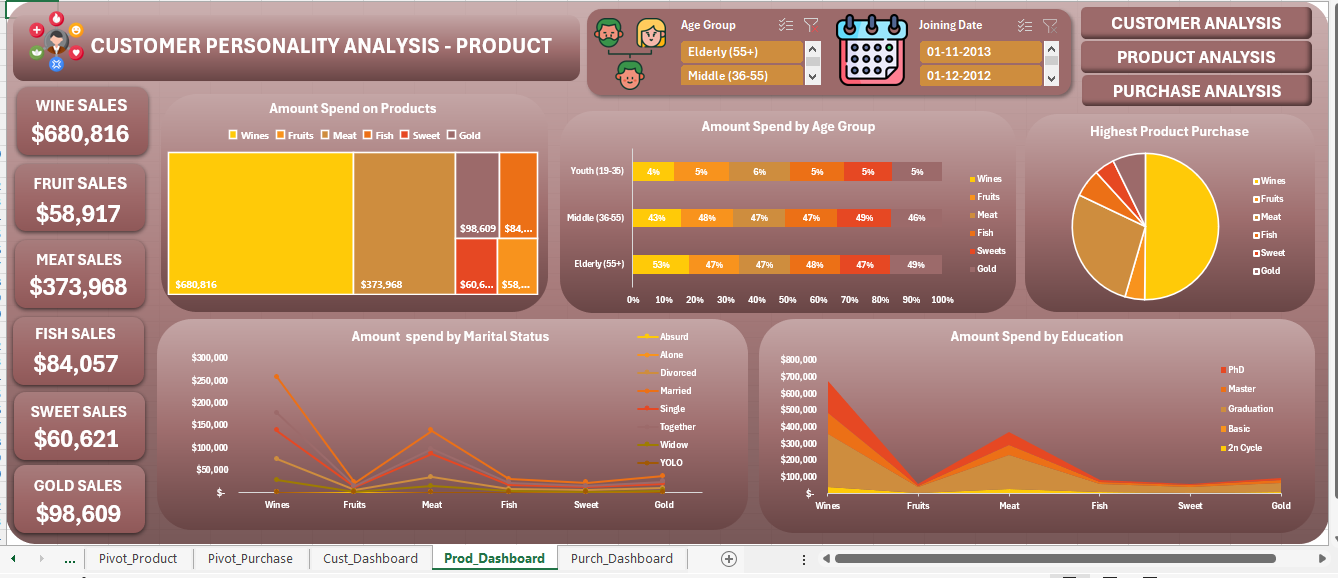 CUSTOMER PERSONALITY ANALYSIS - PRODUCT
Age Group
Elderly (55+)
Middle (36-55)
Joining Date
01-11-2013
01-12-2012
CUSTOMER ANALYSIS
PRODUCT ANALYSIS
PURCHASE ANALYSIS
WINE SALES
$680,816
FRUIT SALES
$58,917
MEAT SALES
$373,968
FISH SALES
$84,057
SWEET SALES
$60,621
GOLD SALES
$98,609
Amount Spend on Products
Wines Fruits Meat Fish Sweet Gold
$680,816
$373,968
$98,609
$84,...
$60,6...
$58,...
Amount Spend by Age Group
Youth (19-35) 4% 5% 6% 5% 5% 5%
Middle (36-55) 43% 48% 47% 47% 49% 46%
Elderly (55+) 53% 47% 47% 48% 47% 49%
0% 10% 20% 30% 40% 50% 60% 70% 80% 90% 100%
Wines
Fruits
Meat
Fish
Sweets
Gold
Highest Product Purchase
Wines
Fruits
Meat
Fish
Sweet
Gold
Amount spend by Marital Status
$300,000
$250,000
$200,000
$150,000
$100,000
$50,000
$-
Wines Fruits Meat Fish Sweet Gold
Absurd
Alone
Divorced
Married
Single
Together
Widow
YOLO
Amount Spend by Education
$800,000
$700,000
$600,000
$500,000
$400,000
$300,000
$200,000
$100,000
$-
Wines Fruits Meat Fish Sweet Gold
PhD
Master
Graduation
Basic
2n Cycle
... Pivot_Product Pivot_Purchase Cust_Dashboard Prod_Dashboard Purch_Dashboard